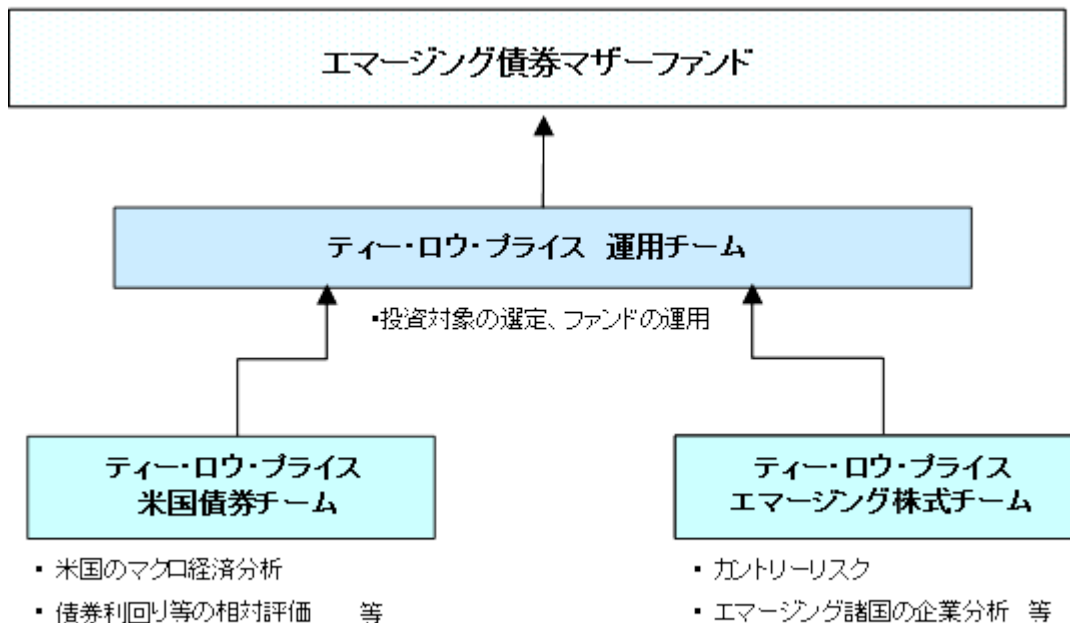 エマージング債券マザーファンド
ティー・ロウ・プライス 運用チーム
▪投資対象の選定、ファンドの運用
ティー・ロウ・プライス
米国債券チーム
▪ 米国のマクロ経済分析
▪ 債券利回り等の相対評価 等
ティー・ロウ・プライス
エマージング株式チーム
▪ カントリーリスク
▪ エマージング諸国の企業分析 等